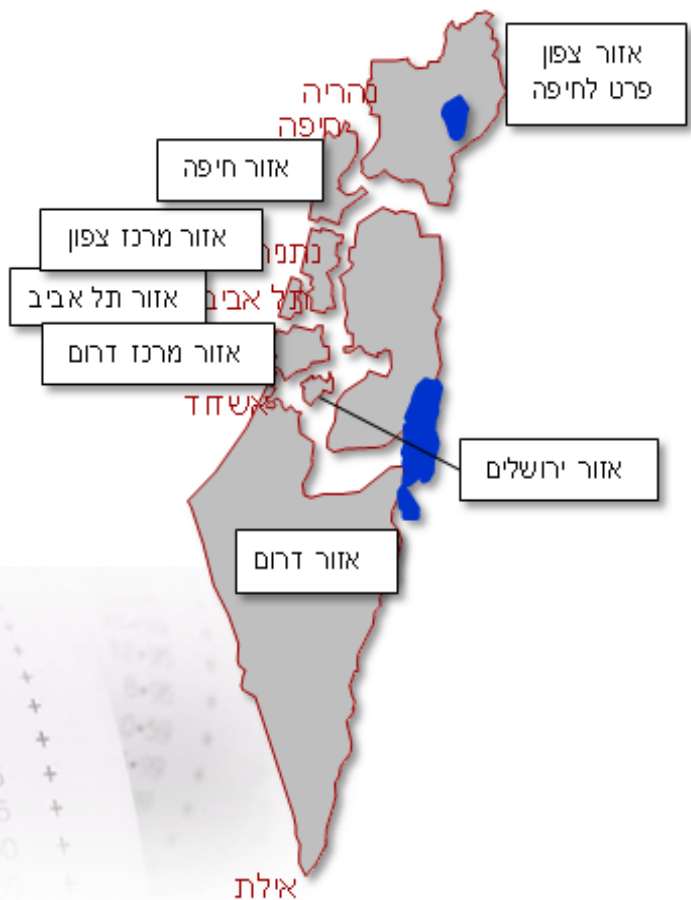 אזור צפון
פרט לחיפה
נהריה
חיפה
אזור חיפה
אזור מרכז צפון
תל אביב
אזור תל אביב
אזור מרכז דרום
אשדוד
אזור ירושלים
אזור דרום
אילת